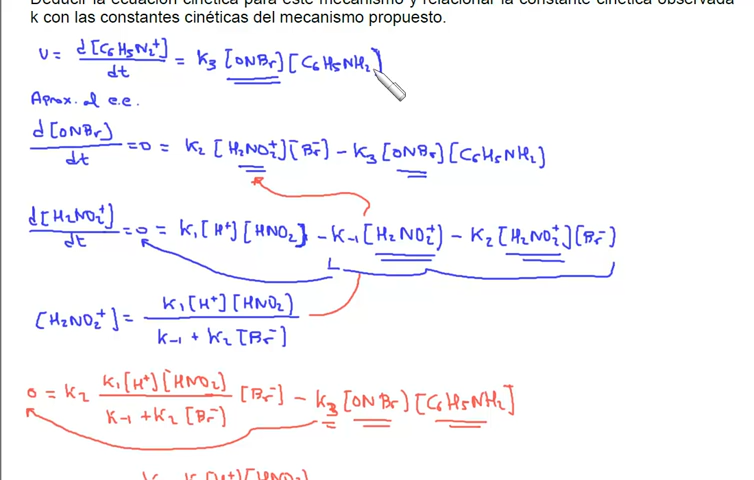 Deducir la ecuación cinética para este mecanismo y relacionar la constante cinética observada
k con las constantes cinéticas del mecanismo propuesto.
v = d[C6H5N2+]/dt = K3 [ONBr][C6H5NH2]
Aprox. al e.e.
d[ONBr]/dt = 0 = K2 [H2NO2+][Br-] - K3 [ONBr][C6H5NH2]
d[H2NO2+]/dt = 0 = K1[H+][HNO2] - K-1[H2NO2+] - K2[H2NO2+][Br-]
[H2NO2+] = K1[H+][HNO2] / K-1 + K2[Br-]
0 = K2 K1[H+][HNO2] / K-1 + K2[Br-] [Br-] - K3 [ONBr][C6H5NH2]